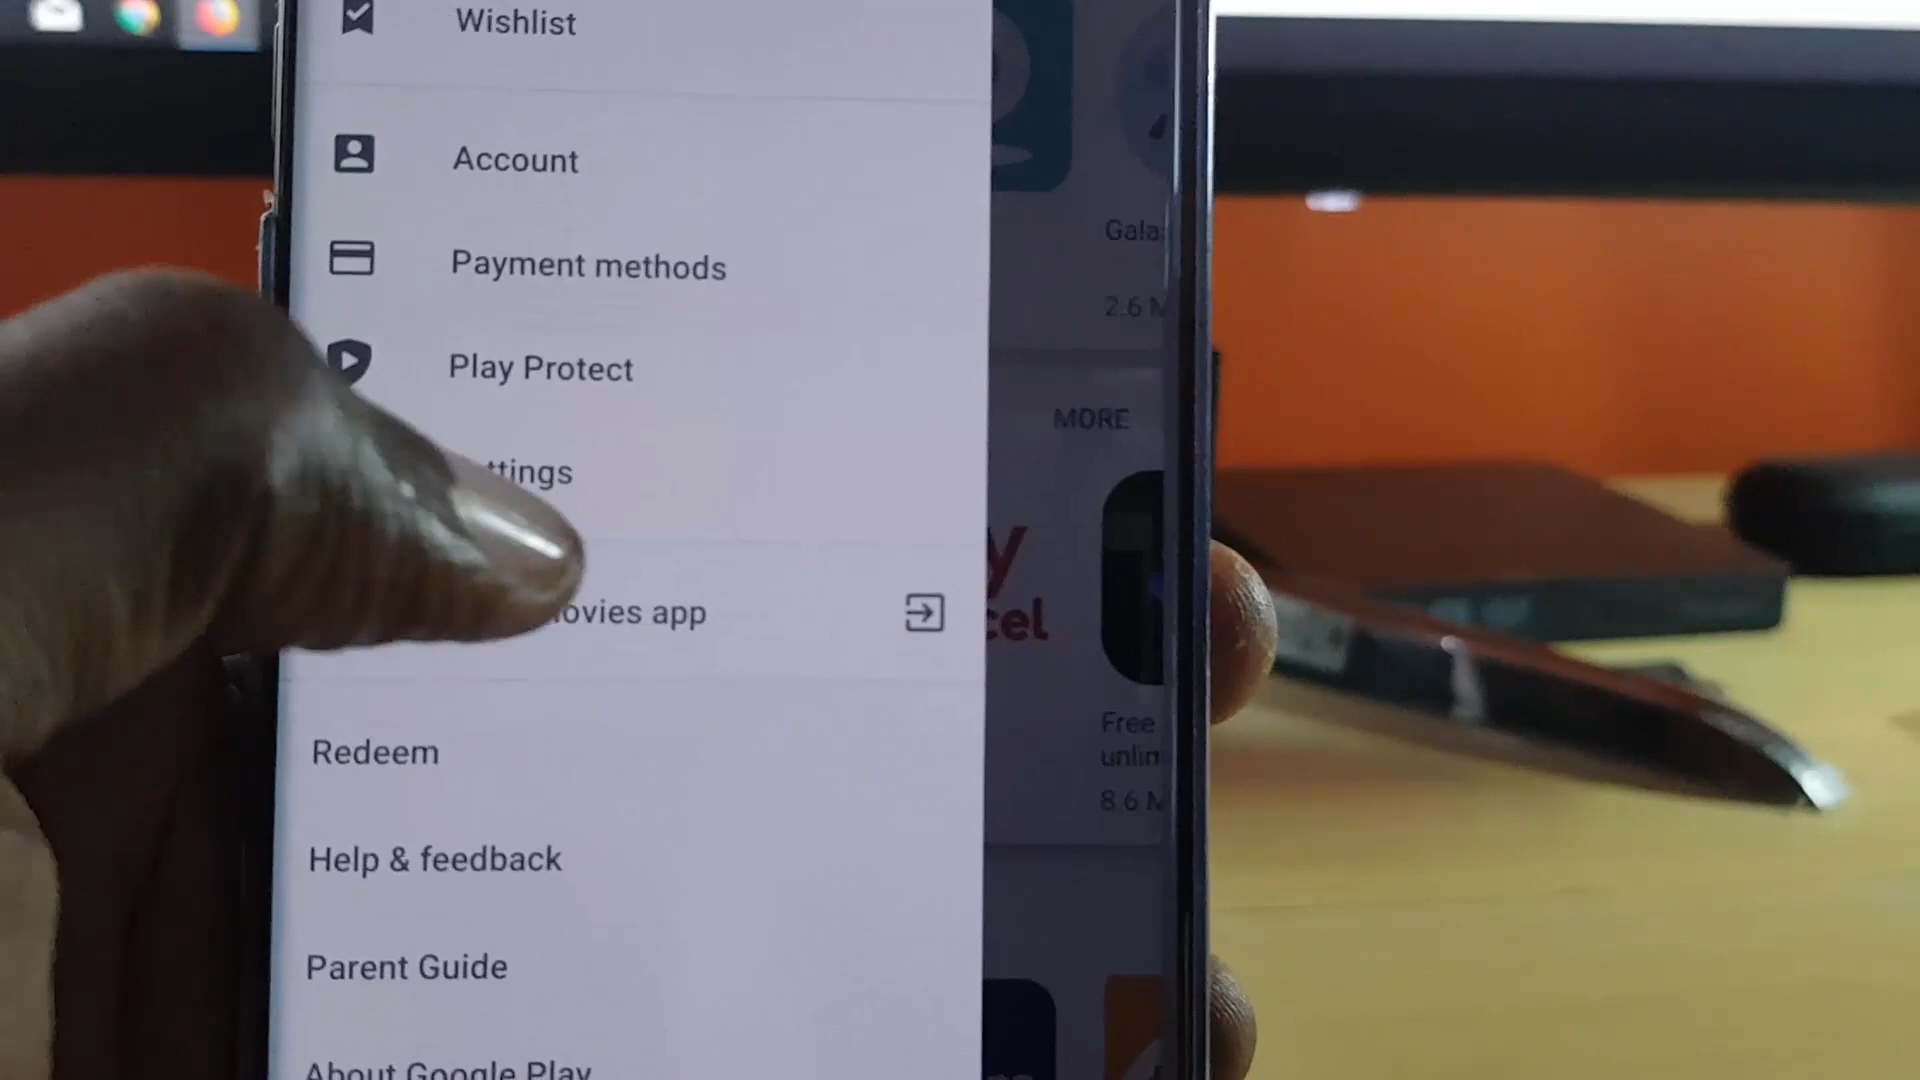 Wishlist
Account
Payment methods
Play Protect
ttings
ovies app
Redeem
Help & feedback
Parent Guide
About Google Play
Gala
2.6 M
MORE
y
cel
Free
unlim
8.6 M